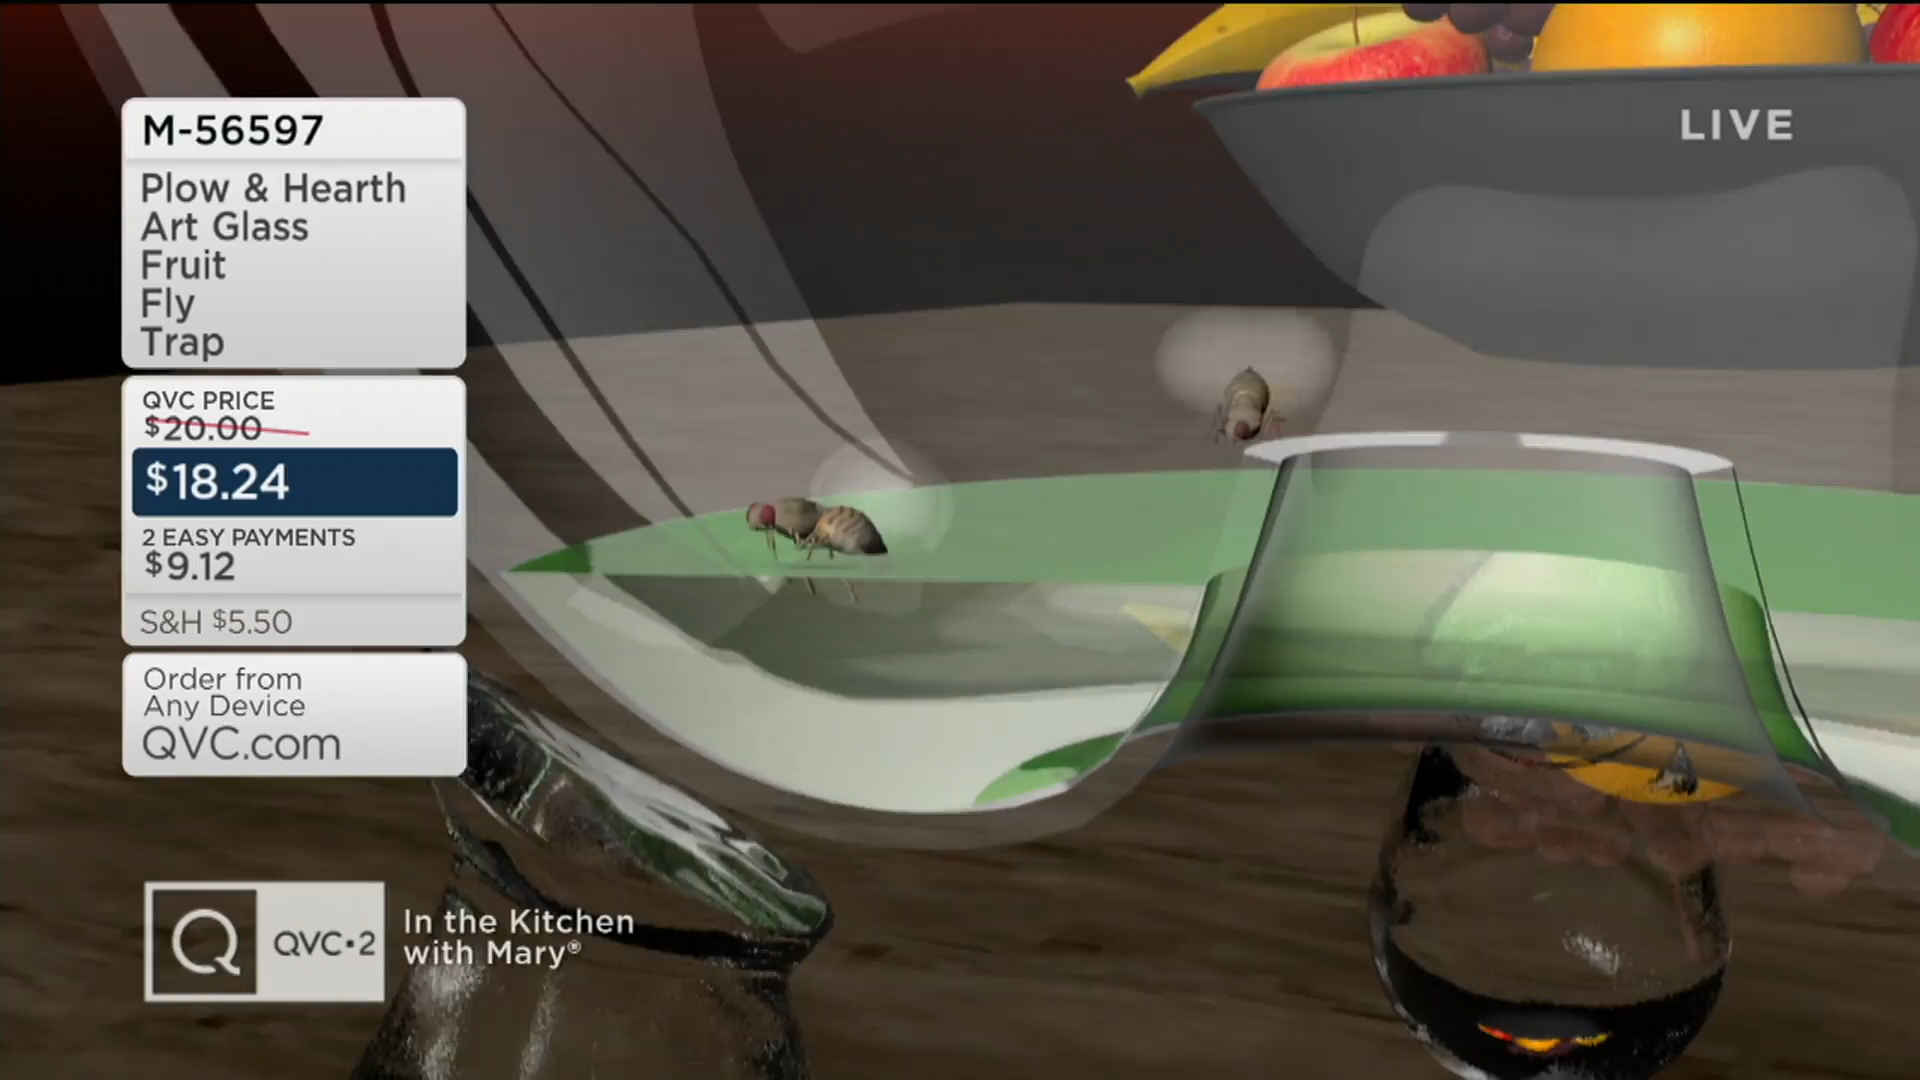 M-56597
Plow & Hearth
Art Glass
Fruit
Fly
Trap
QVC PRICE
$20.00
$18.24
2 EASY PAYMENTS
$9.12
S&H $5.50
Order from
Any Device
QVC.com
Q QVC•2
In the Kitchen
with Mary®
LIVE